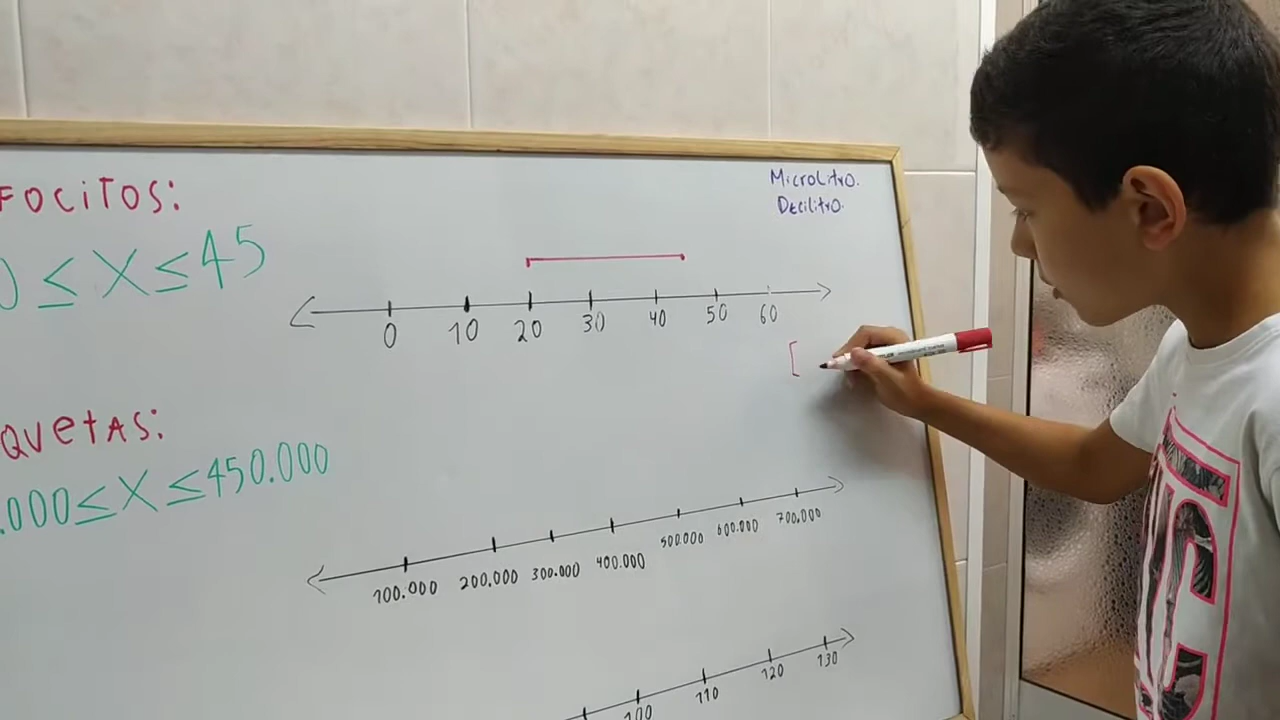 FOCITOS:
0 ≤ X ≤ 45
MICROLITRO.
DECILITRO.
0 10 20 30 40 50 60
[
QUETAS:
.000 ≤ X ≤ 450.000
100.000 200.000 300.000 400.000 500.000 600.000 700.000
100 110 120 130